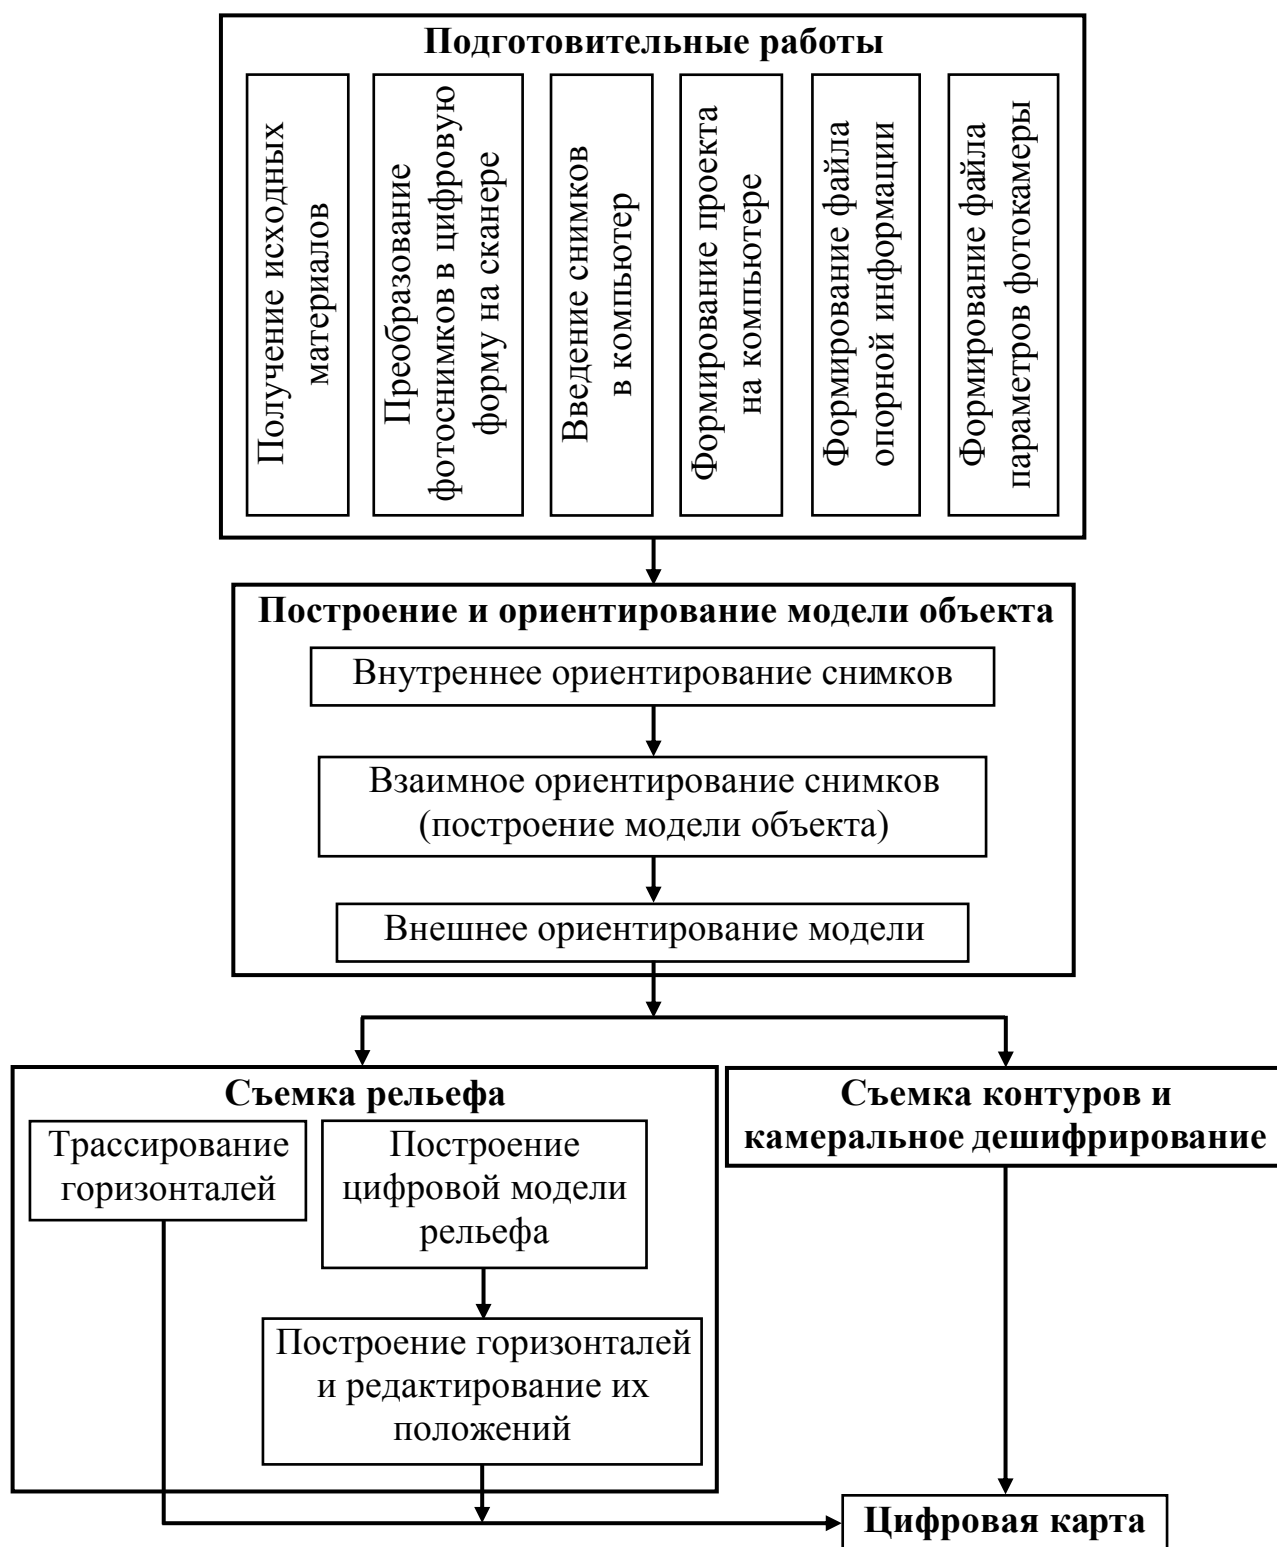 Подготовительные работы
Получение исходных
материалов
Преобразование
фотоснимков в цифровую
форму на сканере
Введение снимков
в компьютер
Формирование проекта
на компьютере
Формирование файла
опорной информации
Формирование файла
параметров фотокамеры
Построение и ориентирование модели объекта
Внутреннее ориентирование снимков
Взаимное ориентирование снимков
(построение модели объекта)
Внешнее ориентирование модели
Съемка рельефа
Трассирование
горизонталей
Построение
цифровой модели
рельефа
Построение горизонталей
и редактирование их
положений
Съемка контуров и
камеральное дешифрирование
Цифровая карта